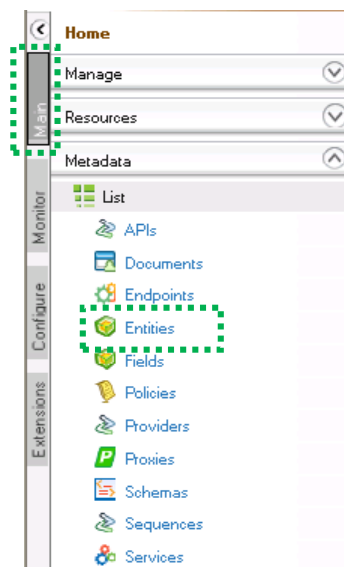 Home
Manage
Resources
Metadata
List
APIs
Documents
Endpoints
Entities
Fields
Policies
Providers
Proxies
Schemas
Sequences
Services
Main
Monitor
Configure
Extensions